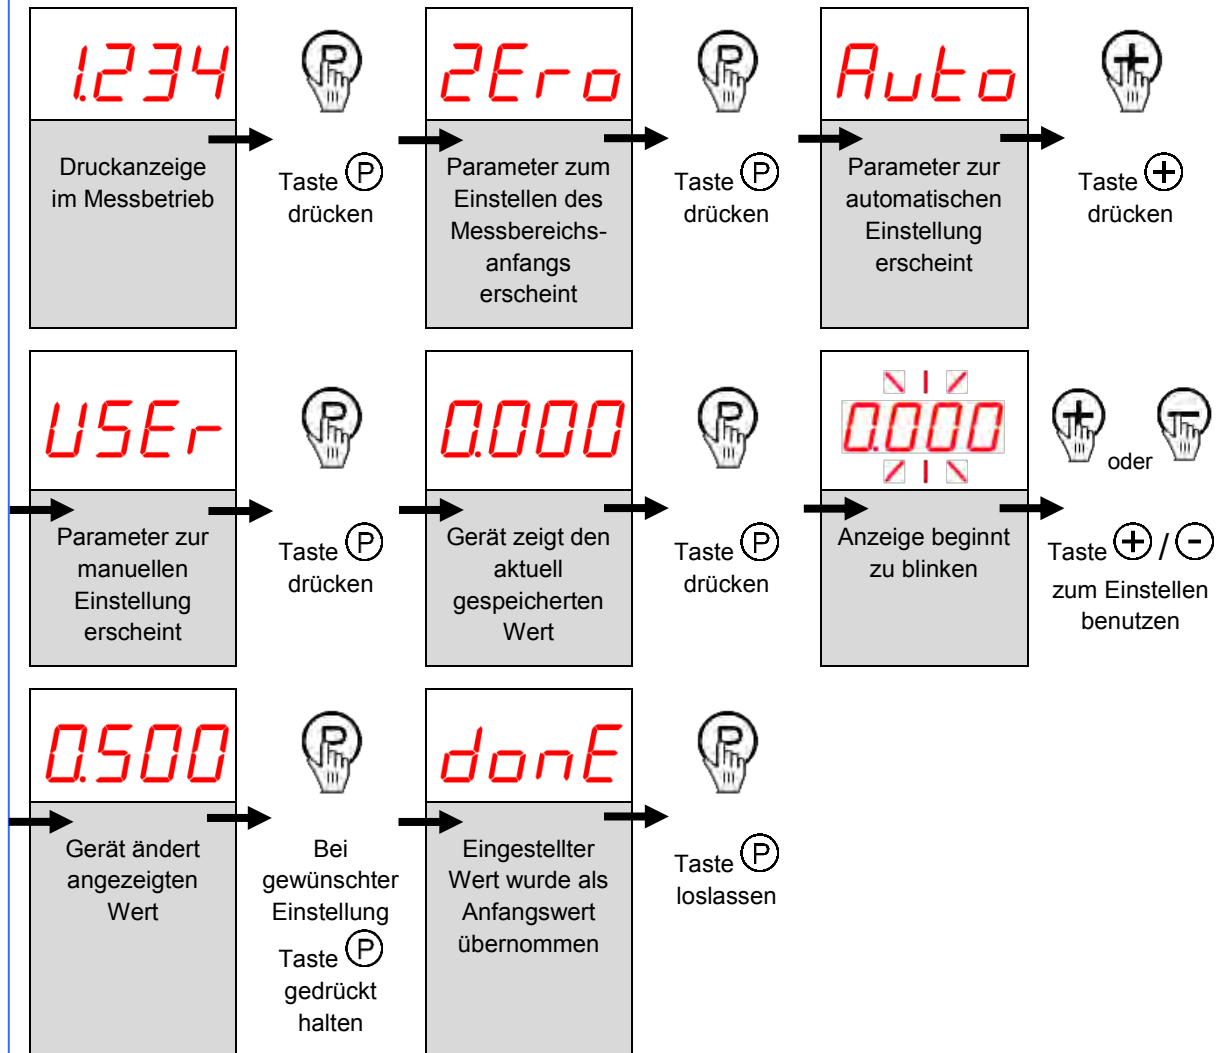 1.234
P
ZEro
P
Auto
+
Druckanzeige
im Messbetrieb
Taste P
drücken
Parameter zum
Einstellen des
Messbereichs-
anfangs
erscheint
Taste P
drücken
Parameter zur
automatischen
Einstellung
erscheint
Taste +
drücken
USEr
P
0.000
P
0.000
+ oder -
Parameter zur
manuellen
Einstellung
erscheint
Taste P
drücken
Gerät zeigt den
aktuell
gespeicherten
Wert
Taste P
drücken
Anzeige beginnt
zu blinken
Taste + / -
zum Einstellen
benutzen
0.500
P
donE
P
Gerät ändert
angezeigten
Wert
Bei
gewünschter
Einstellung
Taste P
gedrückt
halten
Eingestellter
Wert wurde als
Anfangswert
übernommen
Taste P
loslassen